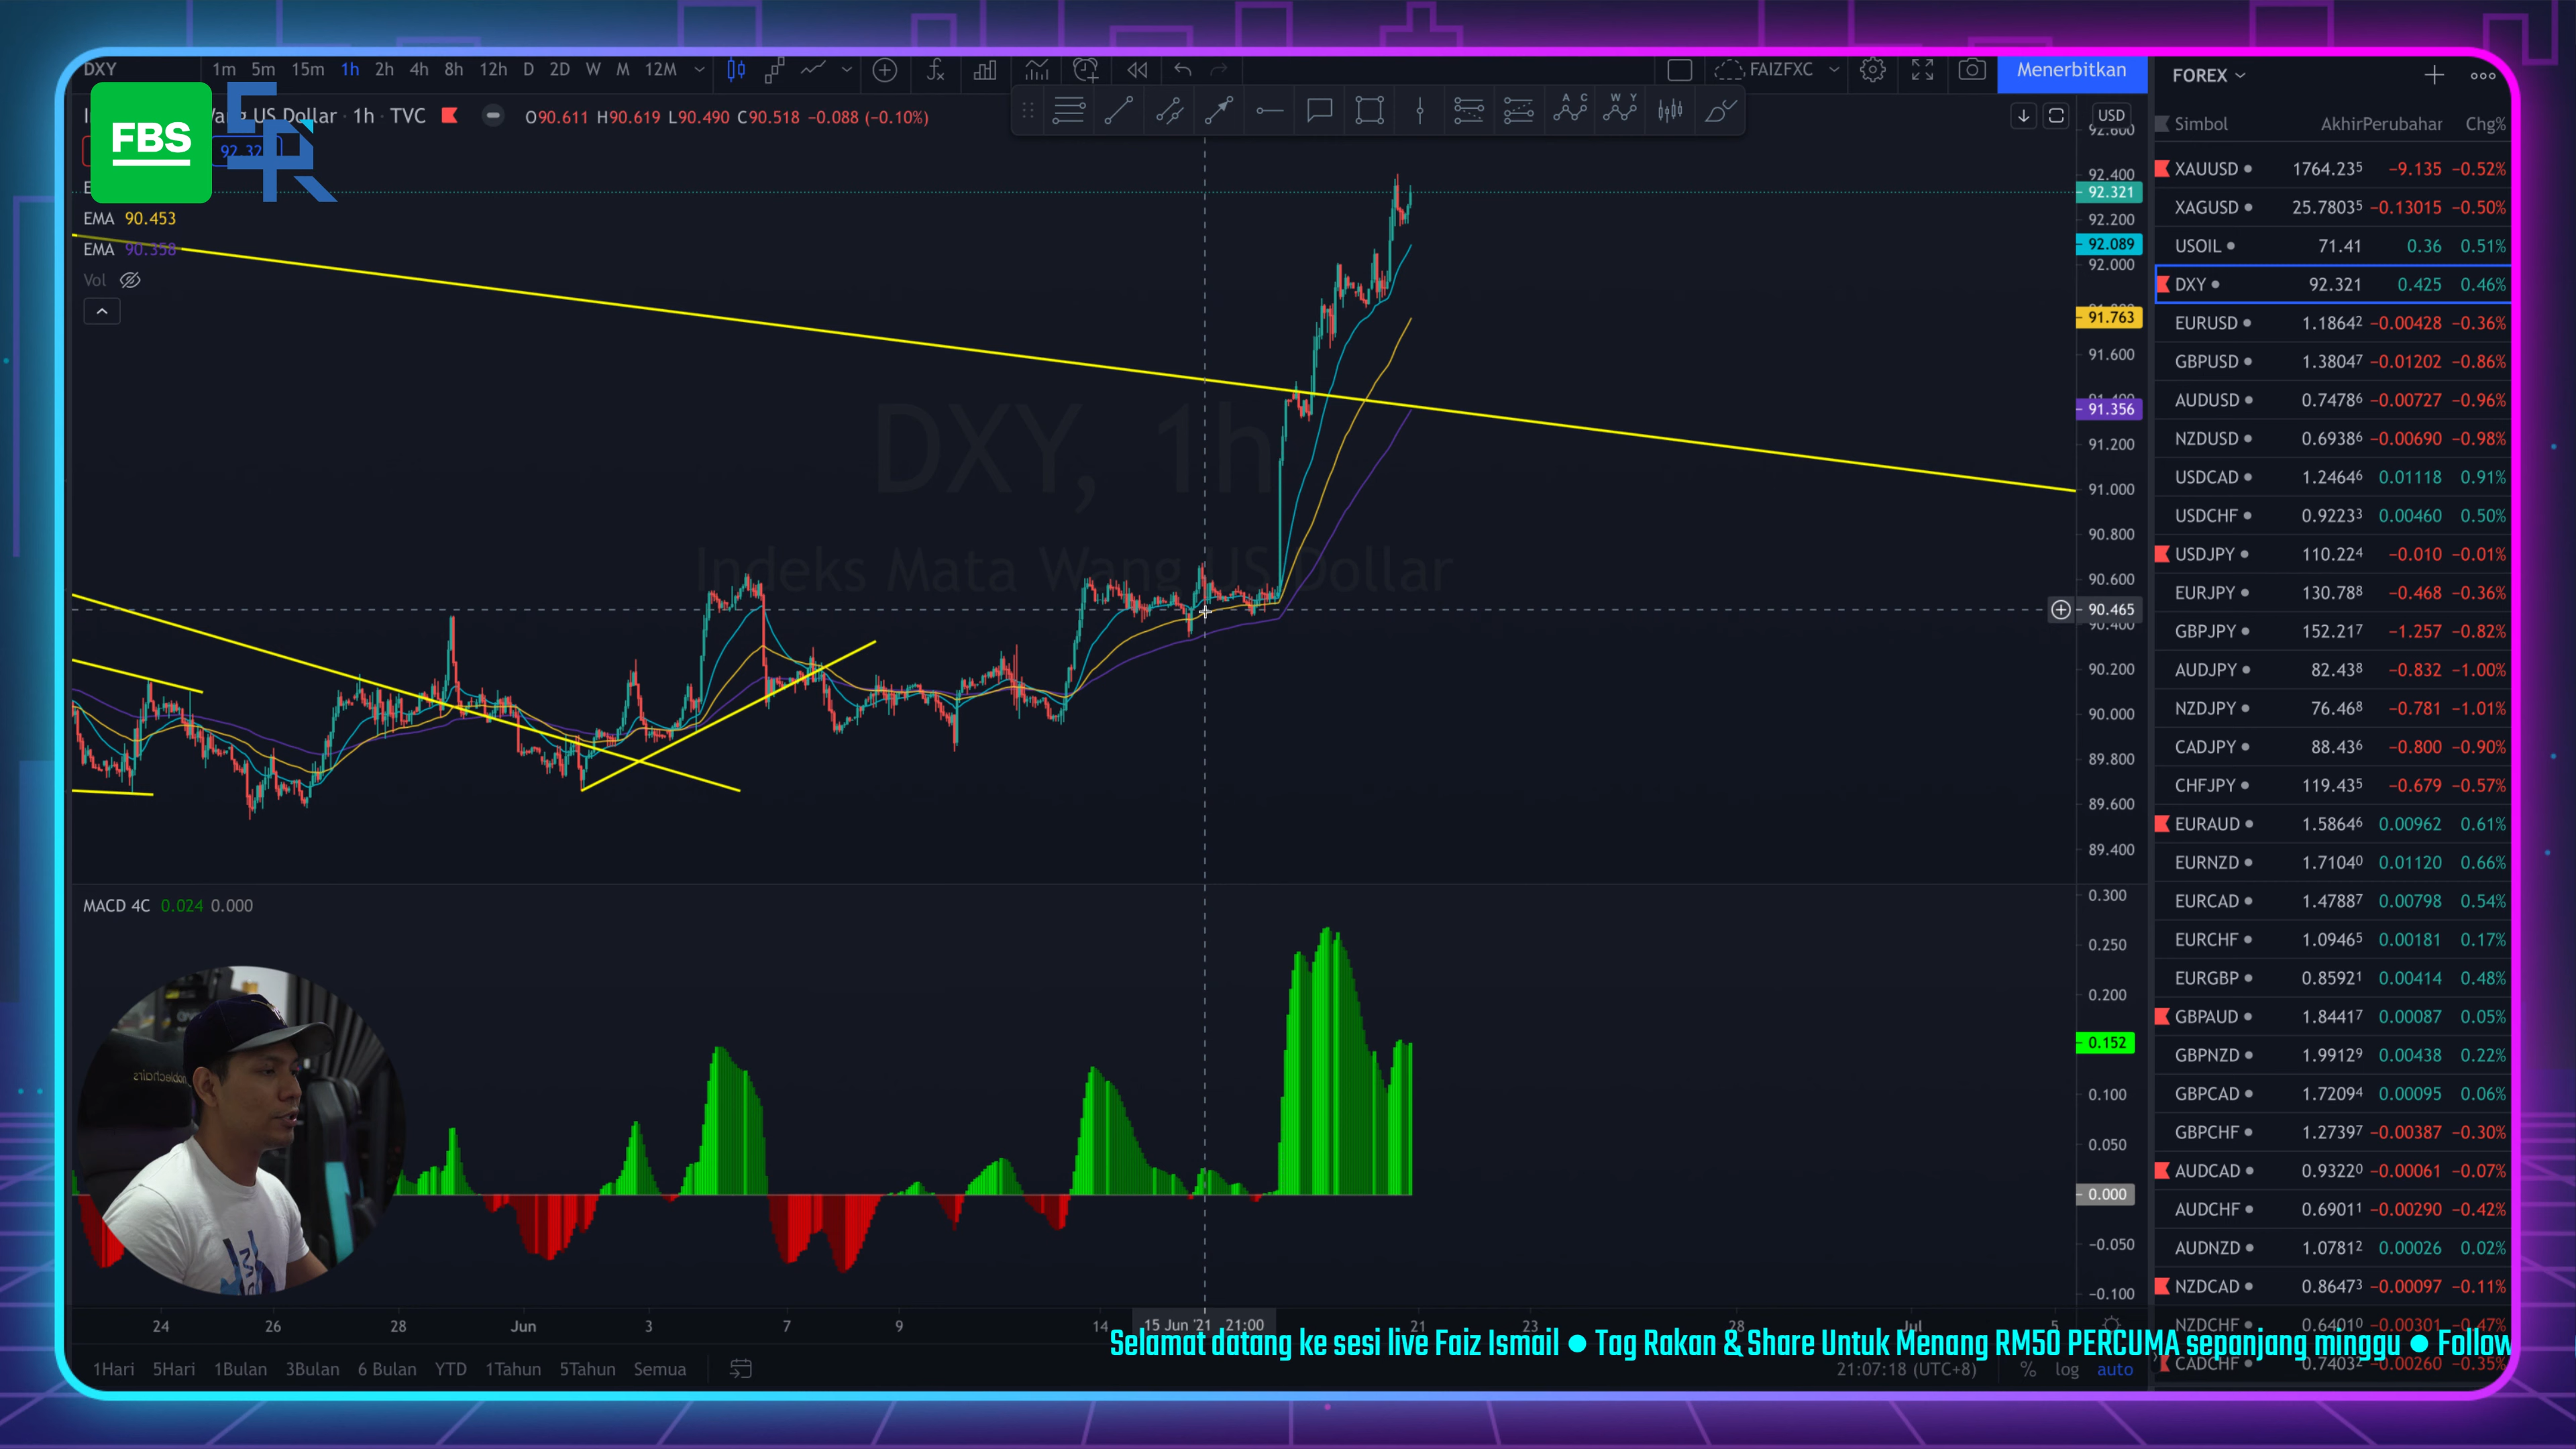 DXY 1m 5m 15m 1h 2h 4h 8h 12h D 2D W M 12M FAIZFXC Menerbitkan
FBS
US Dollar · 1h · TVC O90.611 H90.619 L90.490 C90.518 −0.088 (−0.10%)
EMA 90.453
EMA 90.358
Vol
DXY, 1h
Indeks Mata Wang US Dollar
USD
92.600
92.400
92.321
92.200
92.089
92.000
91.763
91.600
91.356
91.200
91.000
90.800
90.600
90.465
90.400
90.200
90.000
89.800
89.600
89.400
MACD 4C 0.024 0.000
0.300
0.250
0.200
0.152
0.100
0.050
0.000
−0.050
−0.100
noblechairs
24 26 28 Jun 3 7 9 14 15 Jun '21 21:00 21 23 28 Jul 5
1Hari 5Hari 1Bulan 3Bulan 6 Bulan YTD 1Tahun 5Tahun Semua 21:07:18 (UTC+8) % log auto
FOREX
Simbol Akhir Perubahar Chg%
XAUUSD 1764.235 −9.135 −0.52%
XAGUSD 25.78035 −0.13015 −0.50%
USOIL 71.41 0.36 0.51%
DXY 92.321 0.425 0.46%
EURUSD 1.18642 −0.00428 −0.36%
GBPUSD 1.38047 −0.01202 −0.86%
AUDUSD 0.74786 −0.00727 −0.96%
NZDUSD 0.69386 −0.00690 −0.98%
USDCAD 1.24646 0.01118 0.91%
USDCHF 0.92233 0.00460 0.50%
USDJPY 110.224 −0.010 −0.01%
EURJPY 130.788 −0.468 −0.36%
GBPJPY 152.217 −1.257 −0.82%
AUDJPY 82.438 −0.832 −1.00%
NZDJPY 76.468 −0.781 −1.01%
CADJPY 88.436 −0.800 −0.90%
CHFJPY 119.435 −0.679 −0.57%
EURAUD 1.58646 0.00962 0.61%
EURNZD 1.71040 0.01120 0.66%
EURCAD 1.47887 0.00798 0.54%
EURCHF 1.09465 0.00181 0.17%
EURGBP 0.85921 0.00414 0.48%
GBPAUD 1.84417 0.00087 0.05%
GBPNZD 1.99129 0.00438 0.22%
GBPCAD 1.72094 0.00095 0.06%
GBPCHF 1.27397 −0.00387 −0.30%
AUDCAD 0.93220 −0.00061 −0.07%
AUDCHF 0.69011 −0.00290 −0.42%
AUDNZD 1.07812 0.00026 0.02%
NZDCAD 0.86473 −0.00097 −0.11%
NZDCHF 0.64010 −0.00301 −0.47%
CADCHF 0.74032 −0.00260 −0.35%
Selamat datang ke sesi live Faiz Ismail ● Tag Rakan & Share Untuk Menang RM50 PERCUMA sepanjang minggu ● Follow